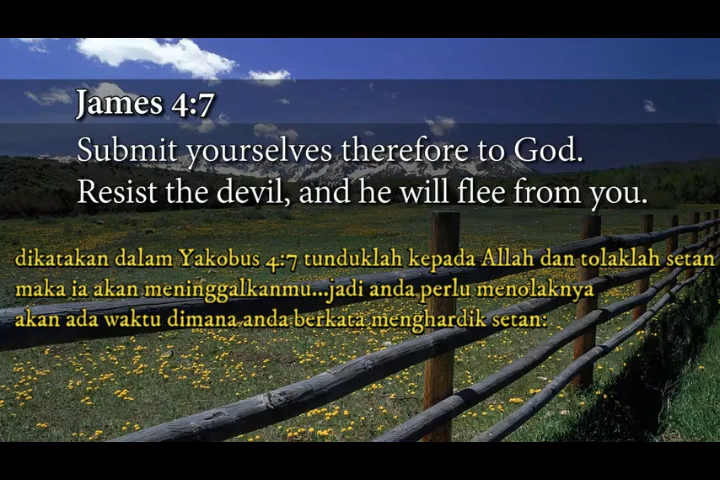 James 4:7
Submit yourselves therefore to God.
Resist the devil, and he will flee from you.
dikatakan dalam Yakobus 4:7 tunduklah kepada Allah dan tolaklah setan
maka ia akan meninggalkanmu...jadi anda perlu menolaknya
akan ada waktu dimana anda berkata menghardik setan: